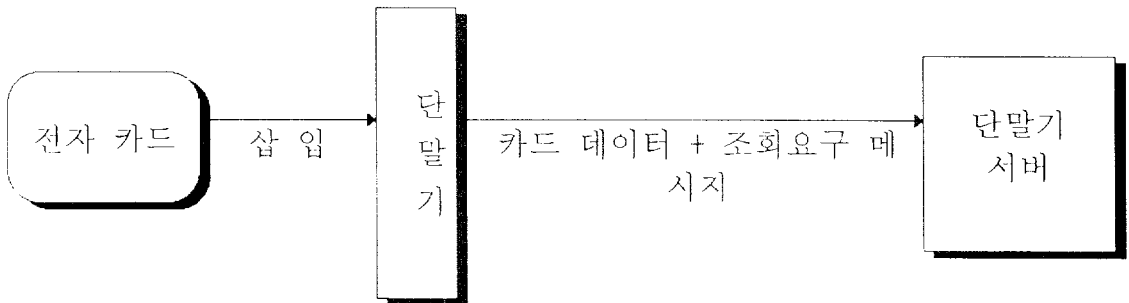 전자 카드
삽 입
단
말
기
카드 데이터 + 조회요구 메
시지
단말기
서버